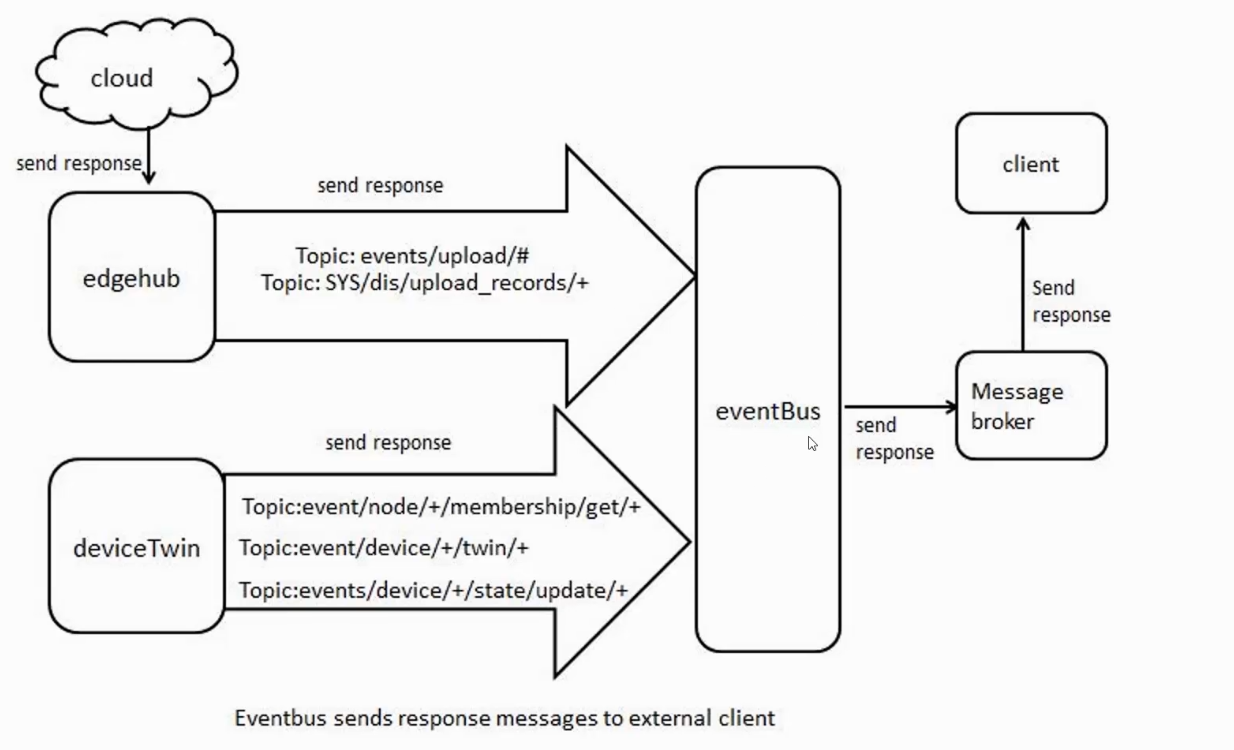 cloud
send response
edgehub
send response
Topic: events/upload/#
Topic: SYS/dis/upload_records/+
deviceTwin
send response
Topic:event/node/+/membership/get/+
Topic:event/device/+/twin/+
Topic:events/device/+/state/update/+
eventBus
send
response
Message
broker
Send
response
client
Eventbus sends response messages to external client